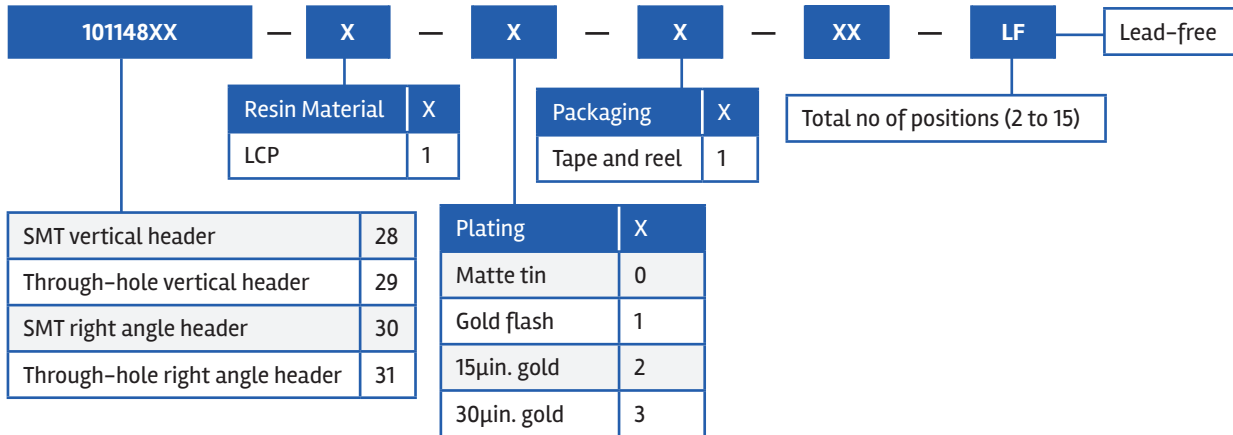 101148XX — X — X — X — XX — LF Lead-free
Resin Material X
LCP 1
Packaging X
Tape and reel 1
Total no of positions (2 to 15)
SMT vertical header 28
Through-hole vertical header 29
SMT right angle header 30
Through-hole right angle header 31
Plating X
Matte tin 0
Gold flash 1
15µin. gold 2
30µin. gold 3